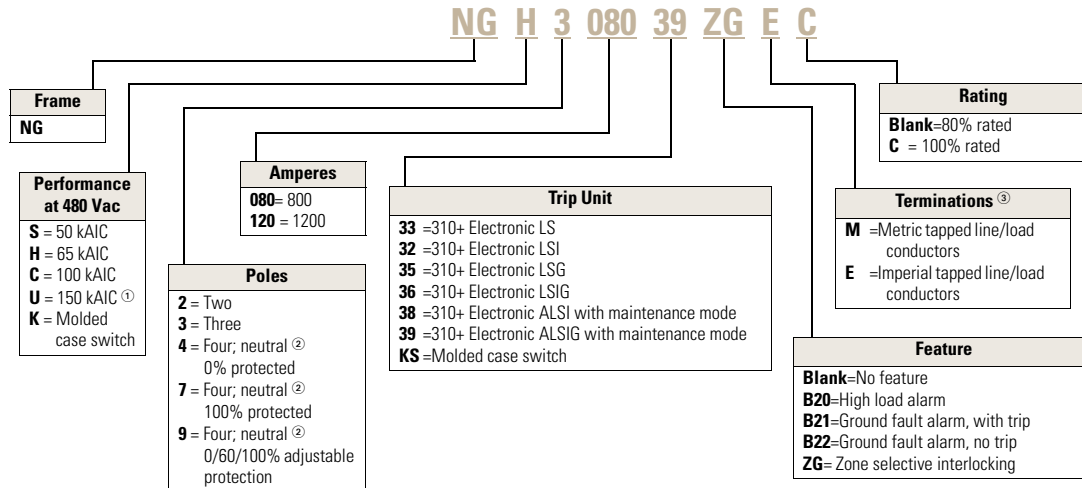 NG H 3 080 39 ZG E C
Frame
NG
Performance
at 480 Vac
S = 50 kAIC
H = 65 kAIC
C = 100 kAIC
U = 150 kAIC ①
K = Molded
case switch
Poles
2 = Two
3 = Three
4 = Four; neutral ②
0% protected
7 = Four; neutral ②
100% protected
9 = Four; neutral ②
0/60/100% adjustable
protection
Amperes
080= 800
120 = 1200
Trip Unit
33 =310+ Electronic LS
32 =310+ Electronic LSI
35 =310+ Electronic LSG
36 =310+ Electronic LSIG
38 =310+ Electronic ALSI with maintenance mode
39 =310+ Electronic ALSIG with maintenance mode
KS =Molded case switch
Feature
Blank=No feature
B20=High load alarm
B21=Ground fault alarm, with trip
B22=Ground fault alarm, no trip
ZG= Zone selective interlocking
Terminations ③
M =Metric tapped line/load
conductors
E =Imperial tapped line/load
conductors
Rating
Blank=80% rated
C = 100% rated